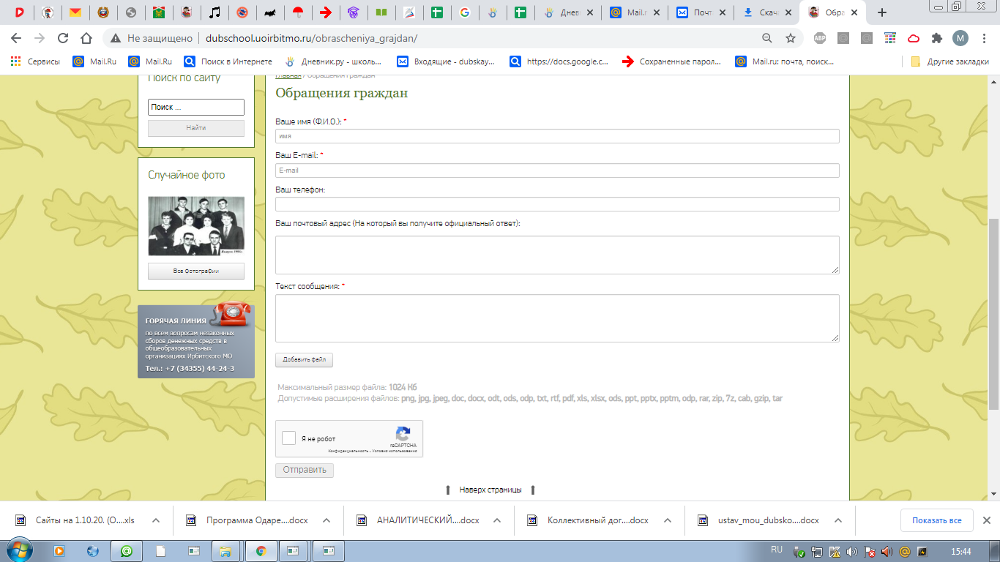 Дневн
Mail.r
Почт
Скача
Обра
Не защищено
dubschool.uoirbitmo.ru/obrascheniya_grajdan/
ABP
M
Сервисы
Mail.Ru
Mail.Ru
Поиск в Интернете
Дневник.ру - школь...
Входящие - dubskay...
https://docs.google.c...
Сохраненные парол...
Mail.ru: почта, поиск...
Другие закладки
Поиск по сайту
Поиск ...
Найти
Случайное фото
Выпуск 1993г.
Все фотографии
ГОРЯЧАЯ ЛИНИЯ
по всем вопросам незаконных
сборов денежных средств в
общеобразовательных
организациях Ирбитского МО
Тел.: +7 (34355) 44-24-3
Главная / Обращения граждан
Обращения граждан
Ваше имя (Ф.И.О.): *
имя
Ваш E-mail: *
E-mail
Ваш телефон:
Ваш почтовый адрес (На который вы получите официальный ответ):
Текст сообщения: *
Добавить файл
Максимальный размер файла: 1024 Кб
Допустимые расширения файлов: png, jpg, jpeg, doc, docx, odt, ods, odp, txt, rtf, pdf, xls, xlsx, ods, ppt, pptx, pptm, odp, rar, zip, 7z, cab, gzip, tar
Я не робот
reCAPTCHA
Конфиденциальность - Условия использования
Отправить
Наверх страницы
Сайты на 1.10.20. (О....xls
Программа Одаре....docx
АНАЛИТИЧЕСКИЙ....docx
Коллективный дог....docx
ustav_mou_dubsko....docx
Показать все
RU
15:44